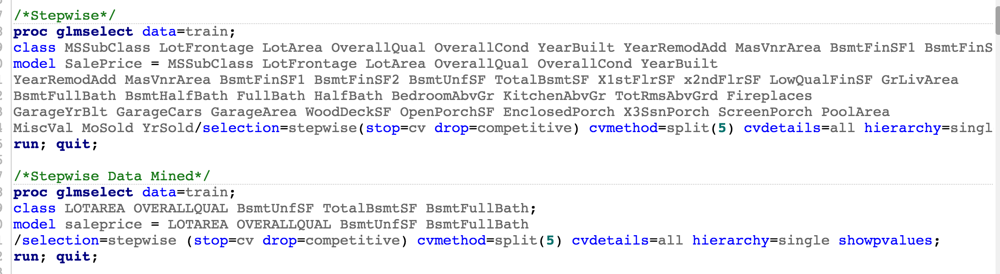 /*Stepwise*/
proc glmselect data=train;
class MSSubClass LotFrontage LotArea OverallQual OverallCond YearBuilt YearRemodAdd MasVnrArea BsmtFinSF1 BsmtFinS
model SalePrice = MSSubClass LotFrontage LotArea OverallQual OverallCond YearBuilt
YearRemodAdd MasVnrArea BsmtFinSF1 BsmtFinSF2 BsmtUnfSF TotalBsmtSF X1stFlrSF x2ndFlrSF LowQualFinSF GrLivArea
BsmtFullBath BsmtHalfBath FullBath HalfBath BedroomAbvGr KitchenAbvGr TotRmsAbvGrd Fireplaces
GarageYrBlt GarageCars GarageArea WoodDeckSF OpenPorchSF EnclosedPorch X3SsnPorch ScreenPorch PoolArea
MiscVal MoSold YrSold/selection=stepwise(stop=cv drop=competitive) cvmethod=split(5) cvdetails=all hierarchy=singl
run; quit;
/*Stepwise Data Mined*/
proc glmselect data=train;
class LOTAREA OVERALLQUAL BsmtUnfSF TotalBsmtSF BsmtFullBath;
model saleprice = LOTAREA OVERALLQUAL BsmtUnfSF BsmtFullBath
/selection=stepwise (stop=cv drop=competitive) cvmethod=split(5) cvdetails=all hierarchy=single showpvalues;
run; quit;